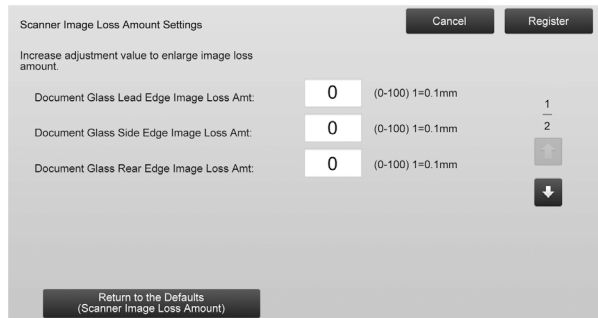 Scanner Image Loss Amount Settings
Cancel
Register
Increase adjustment value to enlarge image loss
amount.
Document Glass Lead Edge Image Loss Amt:
0
(0-100) 1=0.1mm
Document Glass Side Edge Image Loss Amt:
0
(0-100) 1=0.1mm
Document Glass Rear Edge Image Loss Amt:
0
(0-100) 1=0.1mm
1
2
Return to the Defaults
(Scanner Image Loss Amount)